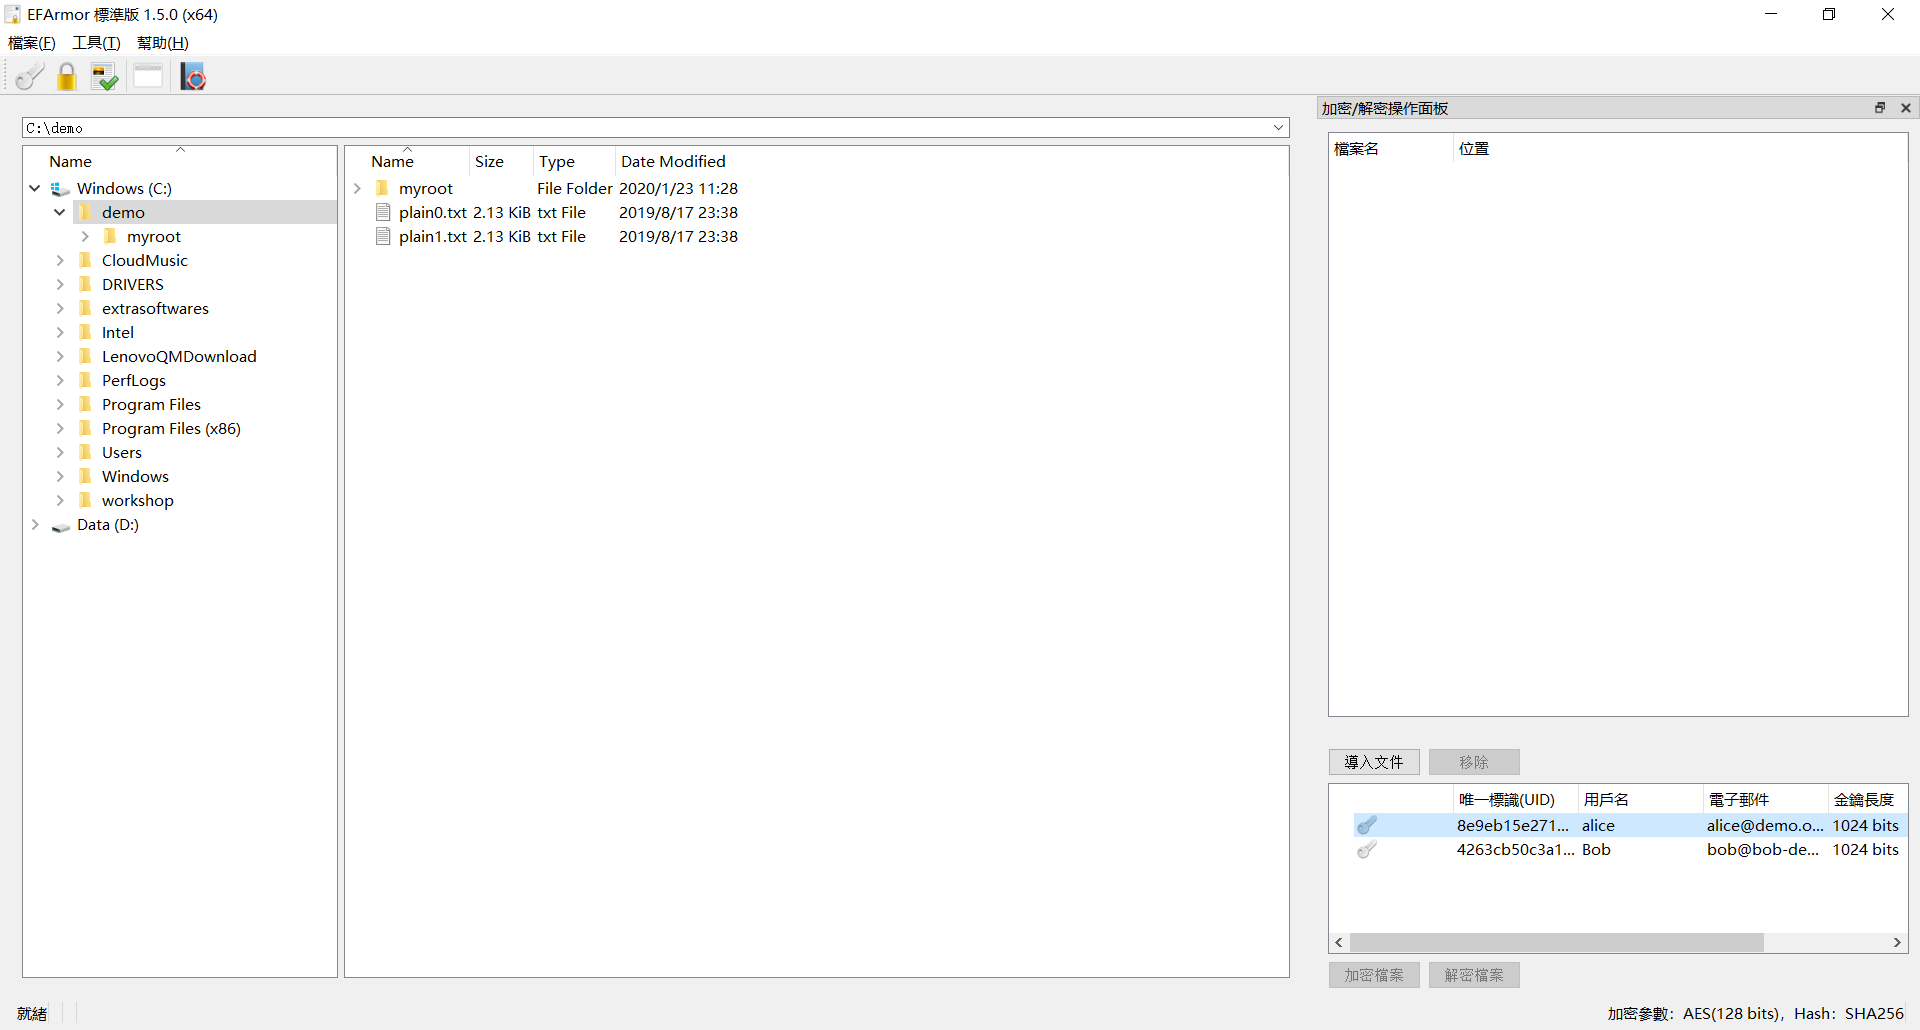 EFArmor 標準版 1.5.0 (x64)
檔案(F) 工具(T) 幫助(H)
C:\demo
Name
Windows (C:)
demo
myroot
CloudMusic
DRIVERS
extrasoftwares
Intel
LenovoQMDownload
PerfLogs
Program Files
Program Files (x86)
Users
Windows
workshop
Data (D:)
Name Size Type Date Modified
myroot File Folder 2020/1/23 11:28
plain0.txt 2.13 KiB txt File 2019/8/17 23:38
plain1.txt 2.13 KiB txt File 2019/8/17 23:38
加密/解密操作面板
檔案名 位置
導入文件 移除
唯一標識(UID) 用戶名 電子郵件 金鑰長度
8e9eb15e271... alice alice@demo.o... 1024 bits
4263cb50c3a1... Bob bob@bob-de... 1024 bits
加密檔案 解密檔案
就緒
加密參數: AES(128 bits), Hash: SHA256